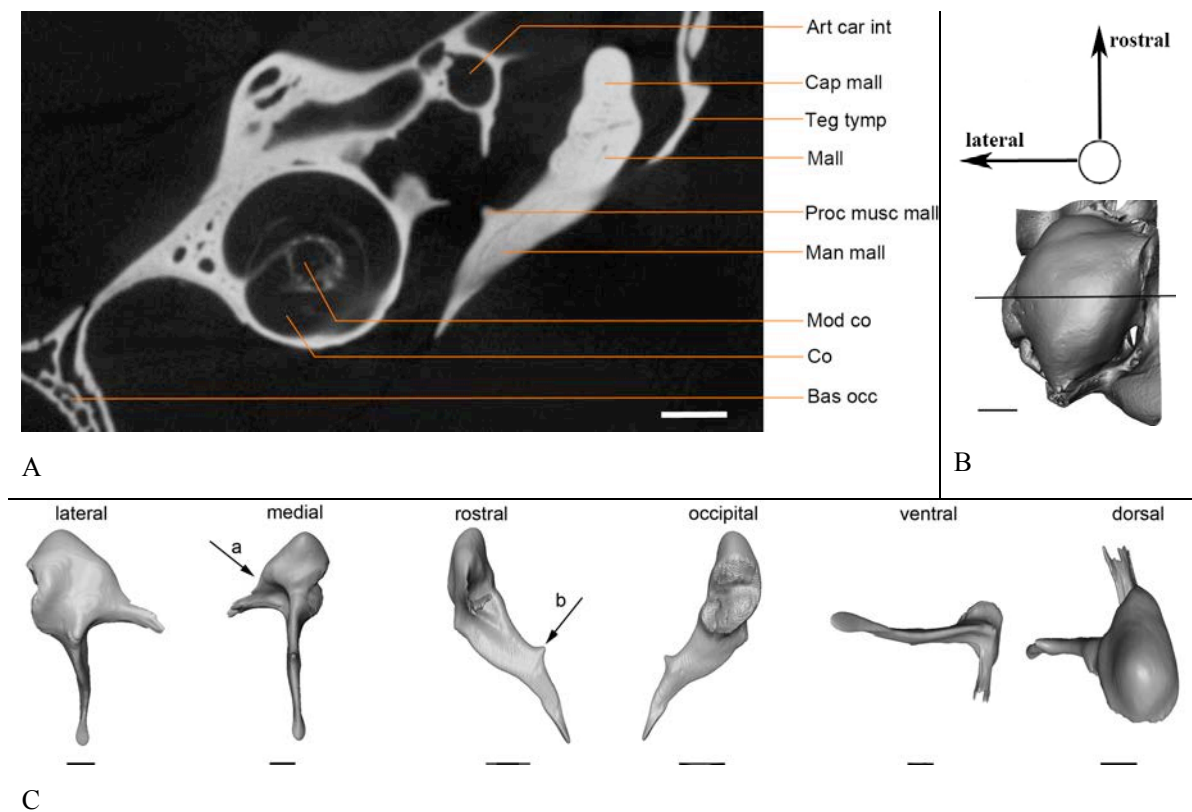 Art car int
Cap mall
Teg tymp
Mall
Proc musc mall
Man mall
Mod co
Co
Bas occ
A
rostral
lateral
B
lateral medial rostral occipital ventral dorsal
a
b
C